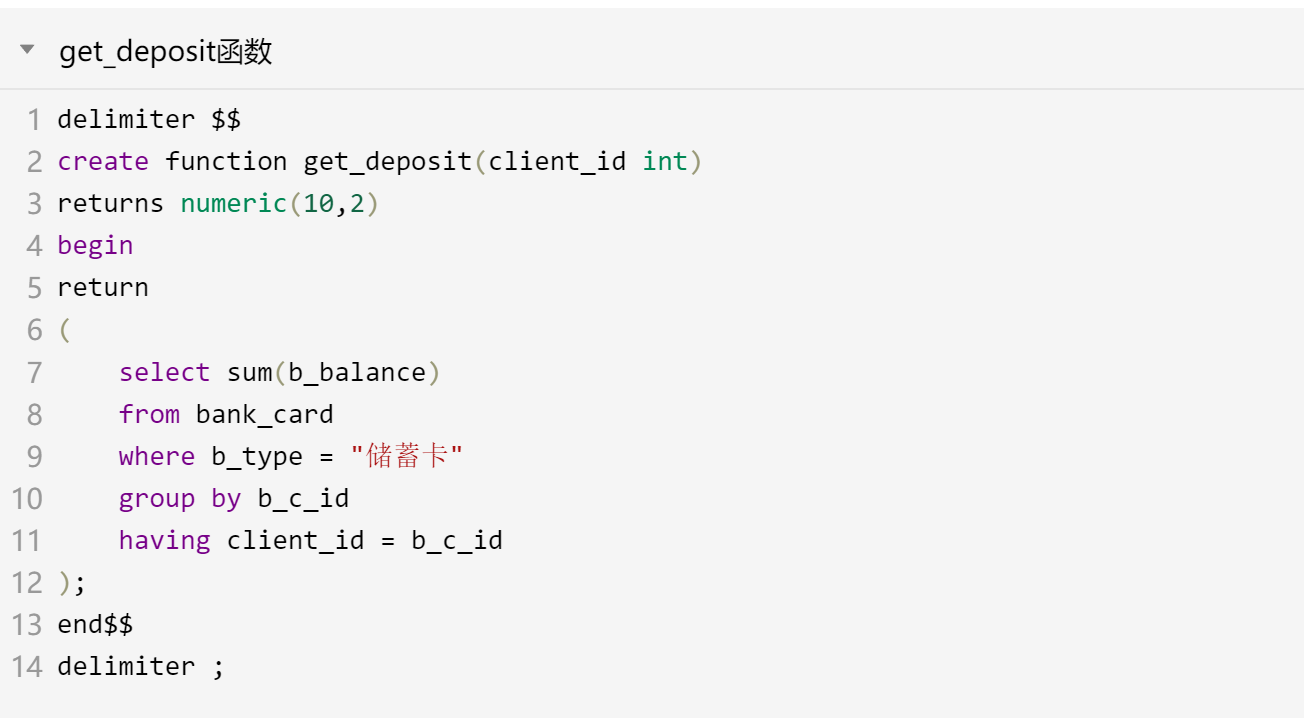 get_deposit函数
1 delimiter $$
2 create function get_deposit(client_id int)
3 returns numeric(10,2)
4 begin
5 return
6 (
7     select sum(b_balance)
8     from bank_card
9     where b_type = "储蓄卡"
10     group by b_c_id
11     having client_id = b_c_id
12 );
13 end$$
14 delimiter ;